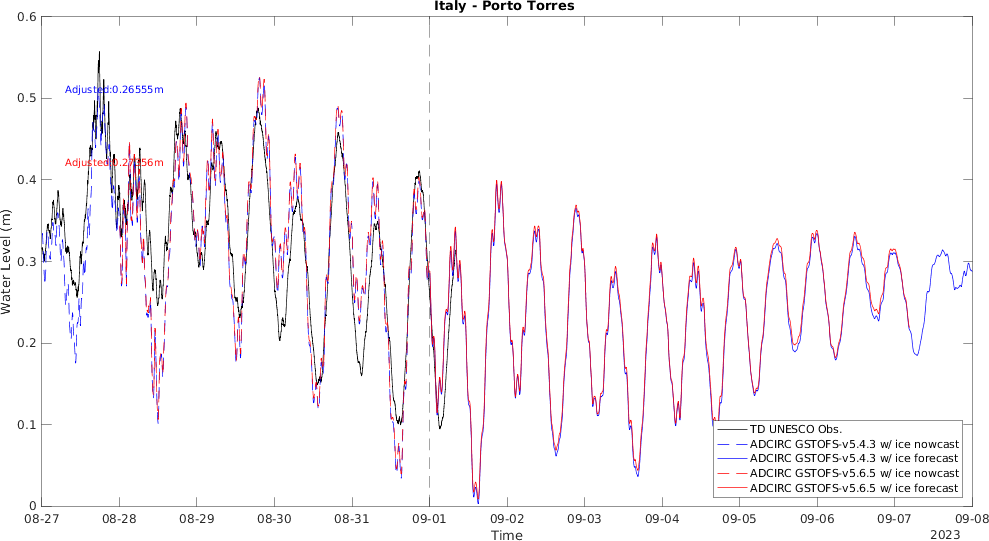 Italy - Porto Torres
Water Level (m)
0.6
0.5
0.4
0.3
0.2
0.1
0
Adjusted:0.26555m
TD UNESCO Obs.
ADCIRC GSTOFS-v5.4.3 w/ ice nowcast
ADCIRC GSTOFS-v5.4.3 w/ ice forecast
ADCIRC GSTOFS-v5.6.5 w/ ice nowcast
ADCIRC GSTOFS-v5.6.5 w/ ice forecast
08-27 08-28 08-29 08-30 08-31 09-01 09-02 09-03 09-04 09-05 09-06 09-07 09-08
Time
2023